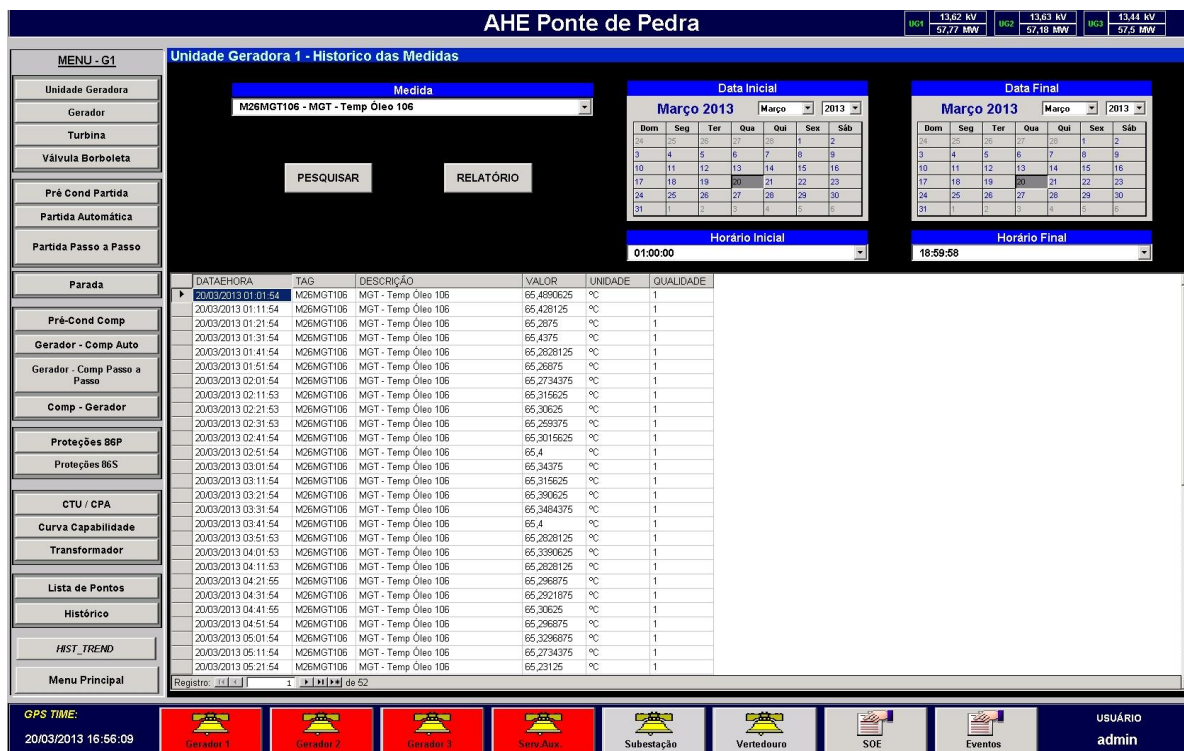 AHE Ponte de Pedra
UG1 13,62 kV 57,77 MW
UG2 13,63 kV 57,18 MW
UG3 13,44 kV 57,5 MW
MENU - G1
Unidade Geradora
Gerador
Turbina
Válvula Borboleta
Pré Cond Partida
Partida Automática
Partida Passo a Passo
Parada
Pré-Cond Comp
Gerador - Comp Auto
Gerador - Comp Passo a
Passo
Comp - Gerador
Proteções 86P
Proteções 86S
CTU / CPA
Curva Capabilidade
Transformador
Lista de Pontos
Histórico
HIST_TREND
Menu Principal
Unidade Geradora 1 - Historico das Medidas
Medida
M26MGT106 - MGT - Temp Óleo 106
PESQUISAR
RELATÓRIO
Data Inicial
Março 2013 Março 2013
Dom Seg Ter Qua Qui Sex Sáb
24 25 26 27 28 1 2
3 4 5 6 7 8 9
10 11 12 13 14 15 16
17 18 19 20 21 22 23
24 25 26 27 28 29 30
31 1 2 3 4 5 6
Horário Inicial
01:00:00
Data Final
Março 2013 Março 2013
Dom Seg Ter Qua Qui Sex Sáb
24 25 26 27 28 1 2
3 4 5 6 7 8 9
10 11 12 13 14 15 16
17 18 19 20 21 22 23
24 25 26 27 28 29 30
31 1 2 3 4 5 6
Horário Final
18:59:58
DATAEHORA TAG DESCRIÇÃO VALOR UNIDADE QUALIDADE
20/03/2013 01:01:54 M26MGT106 MGT - Temp Óleo 106 65,4890625 ºC 1
20/03/2013 01:11:54 M26MGT106 MGT - Temp Óleo 106 65,428125 ºC 1
20/03/2013 01:21:54 M26MGT106 MGT - Temp Óleo 106 65,2875 ºC 1
20/03/2013 01:31:54 M26MGT106 MGT - Temp Óleo 106 65,4375 ºC 1
20/03/2013 01:41:54 M26MGT106 MGT - Temp Óleo 106 65,2828125 ºC 1
20/03/2013 01:51:54 M26MGT106 MGT - Temp Óleo 106 65,26875 ºC 1
20/03/2013 02:01:54 M26MGT106 MGT - Temp Óleo 106 65,2734375 ºC 1
20/03/2013 02:11:53 M26MGT106 MGT - Temp Óleo 106 65,315625 ºC 1
20/03/2013 02:21:53 M26MGT106 MGT - Temp Óleo 106 65,30625 ºC 1
20/03/2013 02:31:53 M26MGT106 MGT - Temp Óleo 106 65,259375 ºC 1
20/03/2013 02:41:54 M26MGT106 MGT - Temp Óleo 106 65,3015625 ºC 1
20/03/2013 02:51:54 M26MGT106 MGT - Temp Óleo 106 65,4 ºC 1
20/03/2013 03:01:54 M26MGT106 MGT - Temp Óleo 106 65,34375 ºC 1
20/03/2013 03:11:54 M26MGT106 MGT - Temp Óleo 106 65,315625 ºC 1
20/03/2013 03:21:54 M26MGT106 MGT - Temp Óleo 106 65,390625 ºC 1
20/03/2013 03:31:54 M26MGT106 MGT - Temp Óleo 106 65,3484375 ºC 1
20/03/2013 03:41:54 M26MGT106 MGT - Temp Óleo 106 65,4 ºC 1
20/03/2013 03:51:53 M26MGT106 MGT - Temp Óleo 106 65,2828125 ºC 1
20/03/2013 04:01:53 M26MGT106 MGT - Temp Óleo 106 65,3390625 ºC 1
20/03/2013 04:11:53 M26MGT106 MGT - Temp Óleo 106 65,2828125 ºC 1
20/03/2013 04:21:55 M26MGT106 MGT - Temp Óleo 106 65,296875 ºC 1
20/03/2013 04:31:54 M26MGT106 MGT - Temp Óleo 106 65,2921875 ºC 1
20/03/2013 04:41:55 M26MGT106 MGT - Temp Óleo 106 65,30625 ºC 1
20/03/2013 04:51:54 M26MGT106 MGT - Temp Óleo 106 65,296875 ºC 1
20/03/2013 05:01:54 M26MGT106 MGT - Temp Óleo 106 65,3296875 ºC 1
20/03/2013 05:11:54 M26MGT106 MGT - Temp Óleo 106 65,2734375 ºC 1
20/03/2013 05:21:54 M26MGT106 MGT - Temp Óleo 106 65,23125 ºC 1
Registro: 1 de 52
GPS TIME:
20/03/2013 16:56:09
Gerador 1
Gerador 2
Gerador 3
Serv.Aux.
Subestação
Vertedouro
SOE
Eventos
USUÁRIO
admin